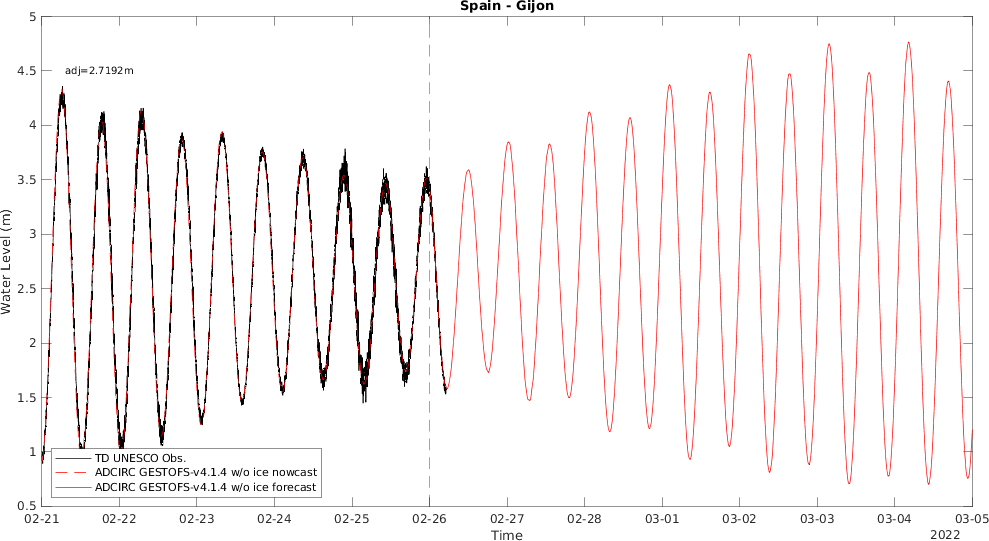 Spain - Gijon
5
4.5
4
3.5
3
2.5
2
1.5
1
0.5
Water Level (m)
adj=2.7192m
TD UNESCO Obs.
ADCIRC GESTOFS-v4.1.4 w/o ice nowcast
ADCIRC GESTOFS-v4.1.4 w/o ice forecast
02-21 02-22 02-23 02-24 02-25 02-26 02-27 02-28 03-01 03-02 03-03 03-04 03-05
Time
2022